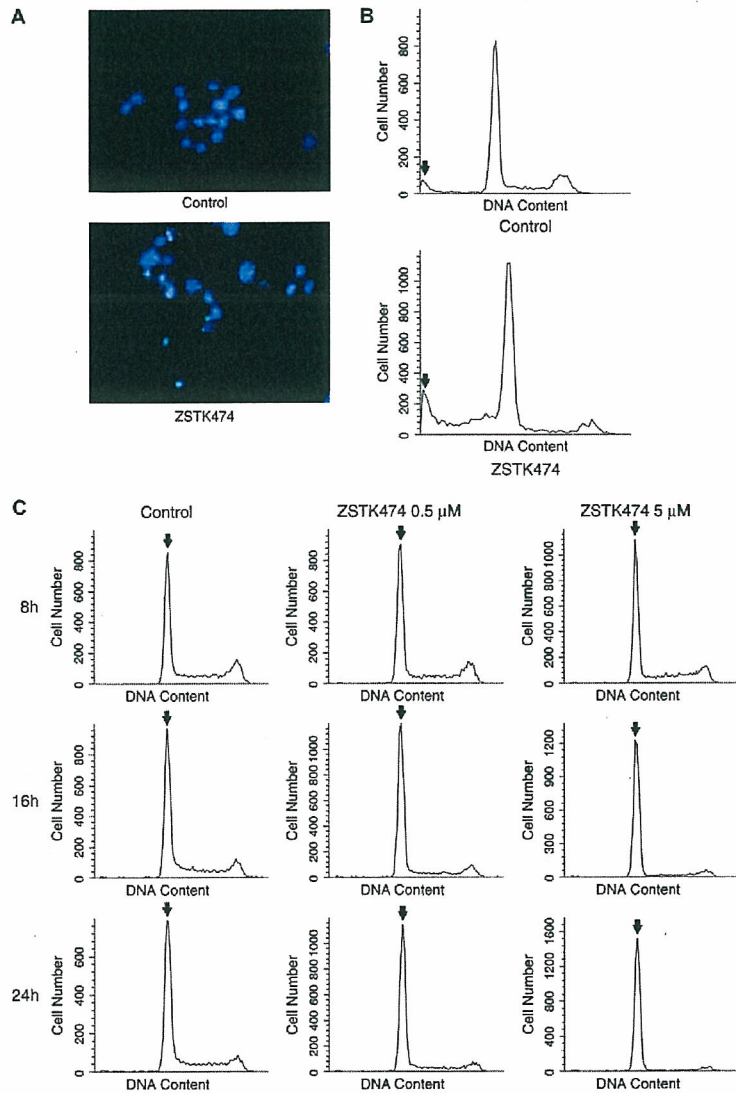 A
Control
ZSTK474
B
Cell Number
800
600
400
200
0
DNA Content
Control
Cell Number
1000
800
600
400
200
0
DNA Content
ZSTK474
C
Control
ZSTK474 0.5 μM
ZSTK474 5 μM
8h
Cell Number
800
600
400
200
0
DNA Content
Cell Number
800
600
400
200
0
DNA Content
Cell Number
1000
800
600
400
200
0
DNA Content
16h
Cell Number
800
600
400
200
0
DNA Content
Cell Number
1000
800
600
400
200
0
DNA Content
Cell Number
1200
900
600
300
0
DNA Content
24h
Cell Number
600
400
200
0
DNA Content
Cell Number
1000
800
600
400
200
0
DNA Content
Cell Number
1600
1200
800
400
0
DNA Content